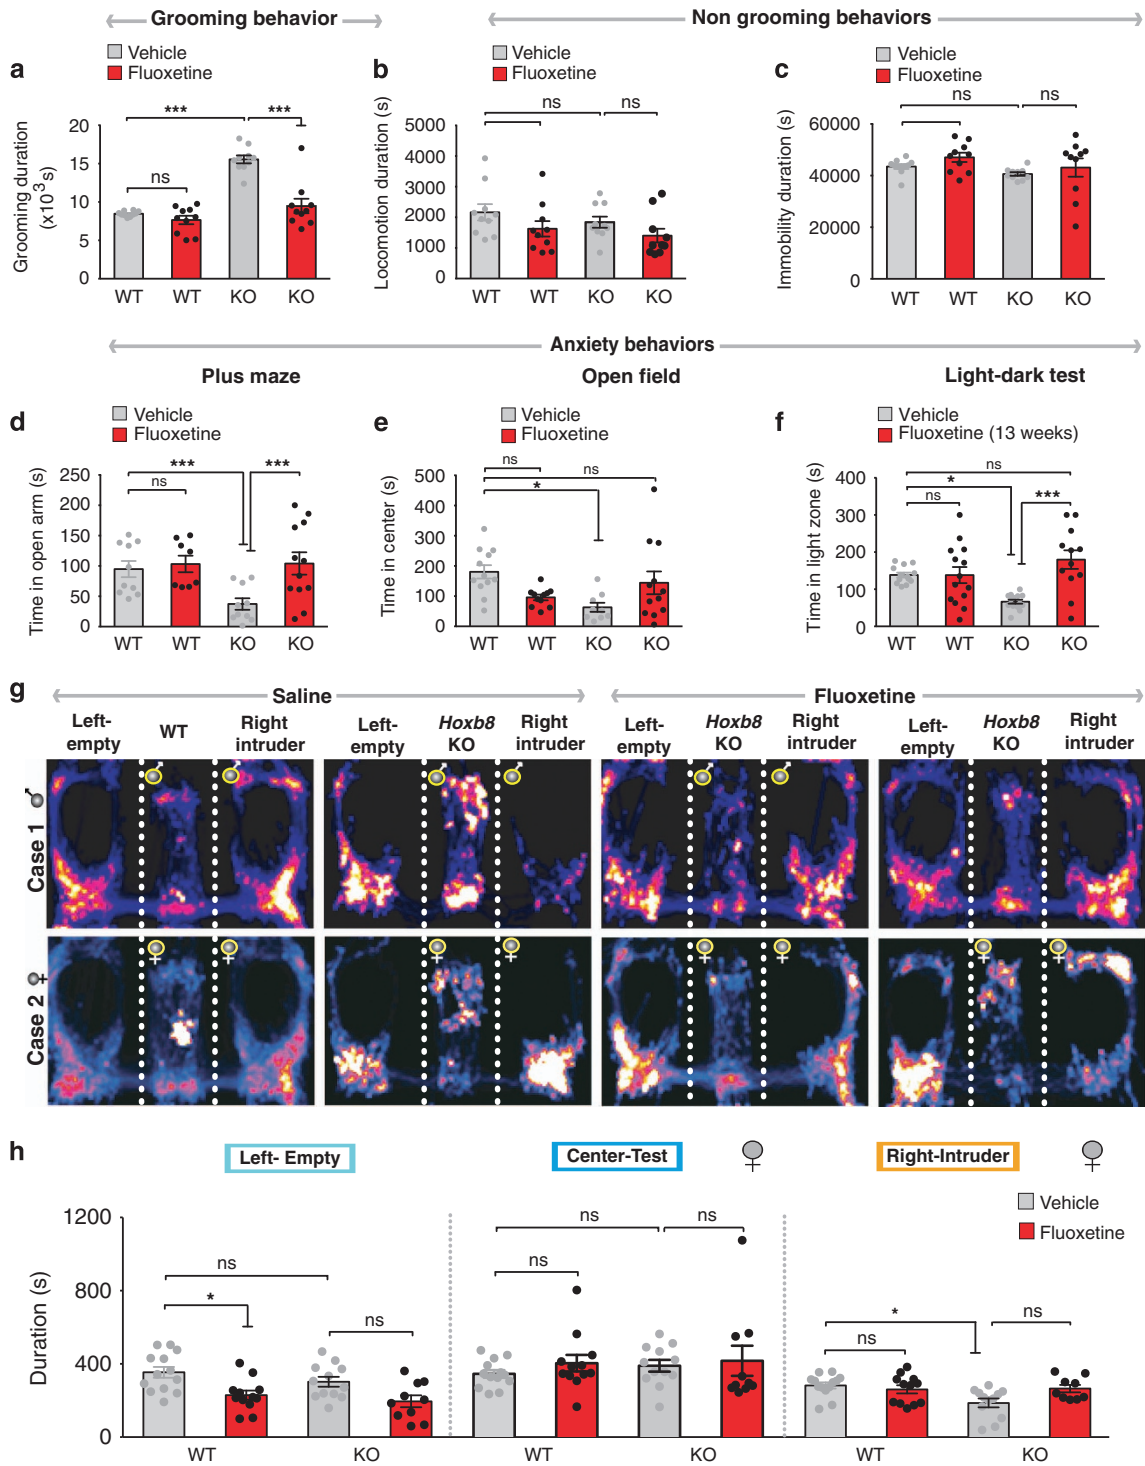 Grooming behavior
Non grooming behaviors
a
Vehicle
Fluoxetine
Grooming duration
(x10³ s)
20
15
10
5
0
***
***
ns
WT WT KO KO
b
Vehicle
Fluoxetine
Locomotion duration (s)
5000
4000
3000
2000
1000
0
ns
ns
WT WT KO KO
c
Vehicle
Fluoxetine
Immobility duration (s)
60000
40000
20000
0
ns
ns
WT WT KO KO
Anxiety behaviors
Plus maze
Open field
Light-dark test
d
Vehicle
Fluoxetine
Time in open arm (s)
250
200
150
100
50
0
***
***
ns
WT WT KO KO
e
Vehicle
Fluoxetine
Time in center (s)
500
400
300
200
100
0
ns
ns
*
WT WT KO KO
f
Vehicle
Fluoxetine (13 weeks)
Time in light zone (s)
400
300
200
100
0
ns
*
ns
***
WT WT KO KO
g
Saline
Fluoxetine
Left-empty WT Right intruder
Left-empty Hoxb8 KO Right intruder
Left-empty Hoxb8 KO Right intruder
Left-empty Hoxb8 KO Right intruder
Case 1 ♂
Case 2 ♀
h
Left- Empty
Center-Test ♀
Right-Intruder ♀
Vehicle
Fluoxetine
Duration (s)
1200
800
400
0
ns
*
ns
ns
ns
ns
*
ns
ns
WT KO WT KO WT KO